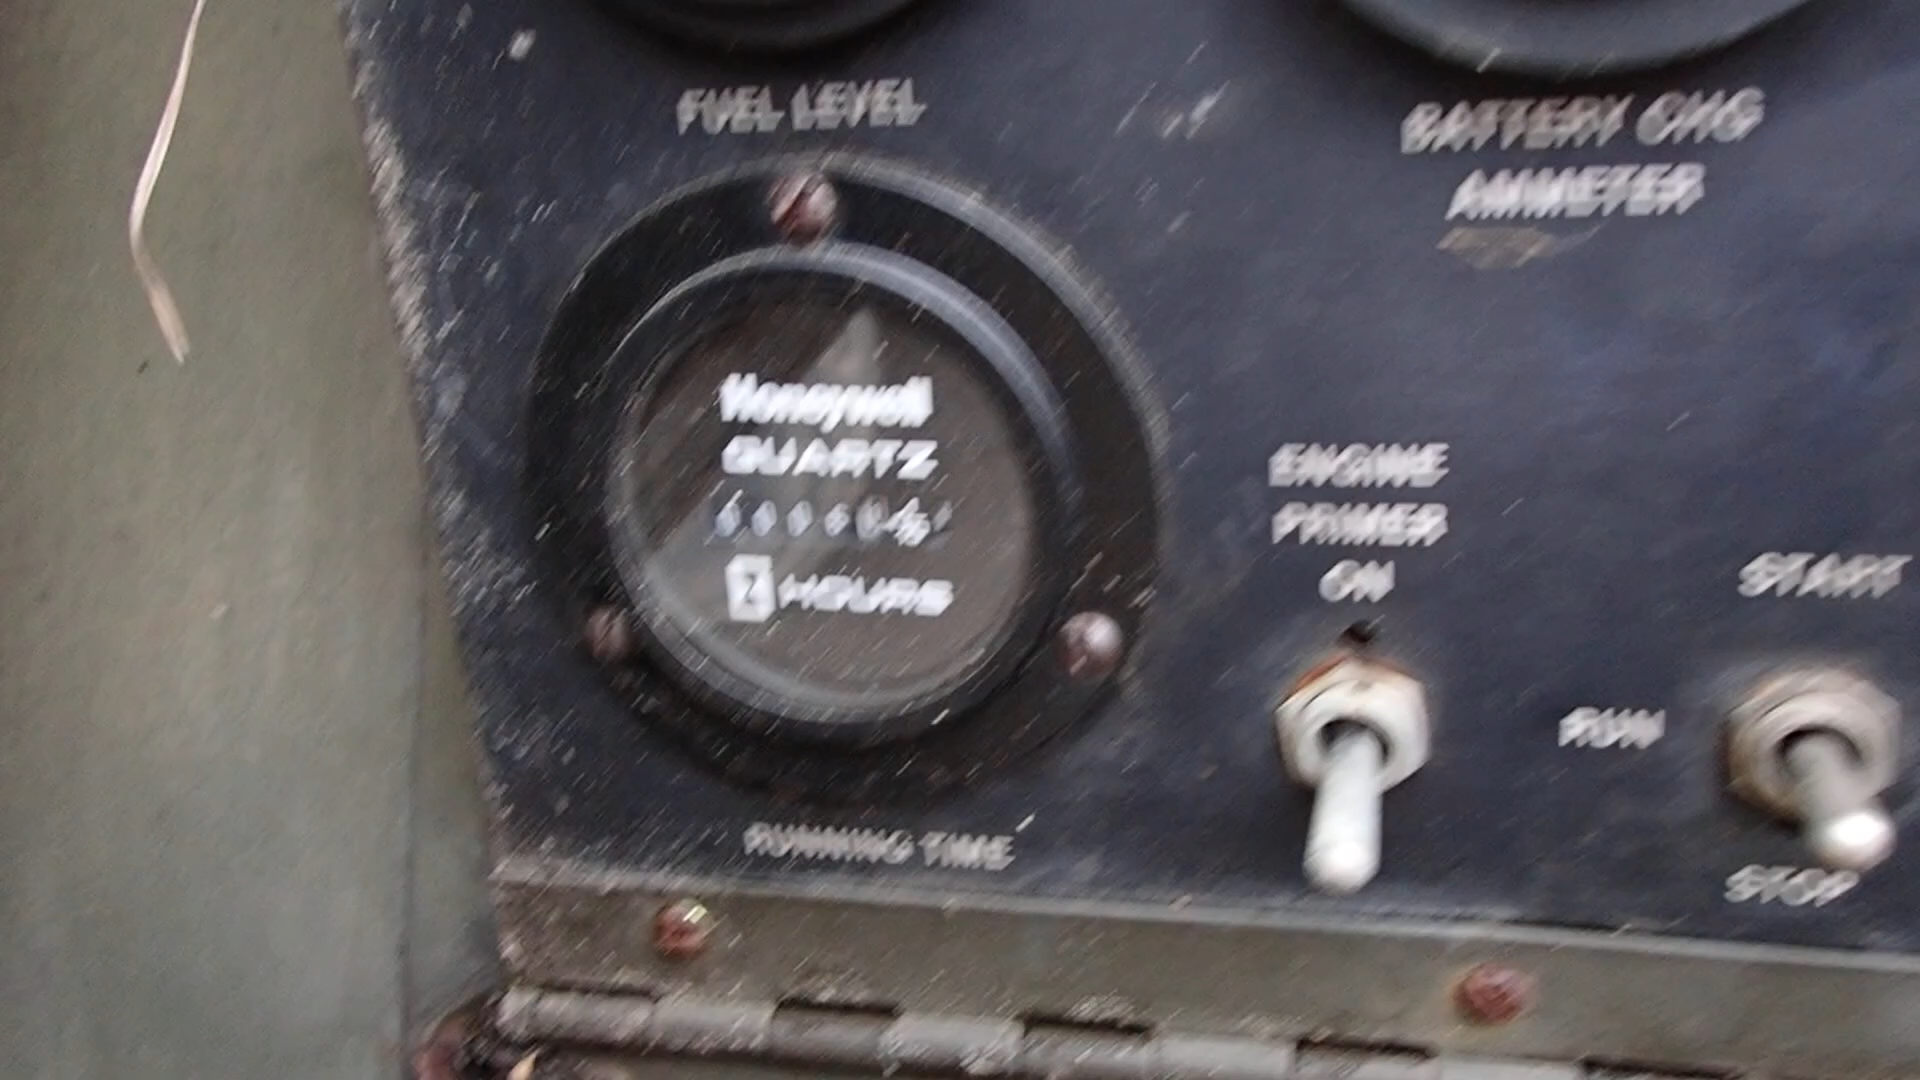 FUEL LEVEL
BATTERY CHG
AMMETER
Honeywell
QUARTZ
HOURS
ENGINE
PRIMER
ON
START
RUN
STOP
RUNNING TIME